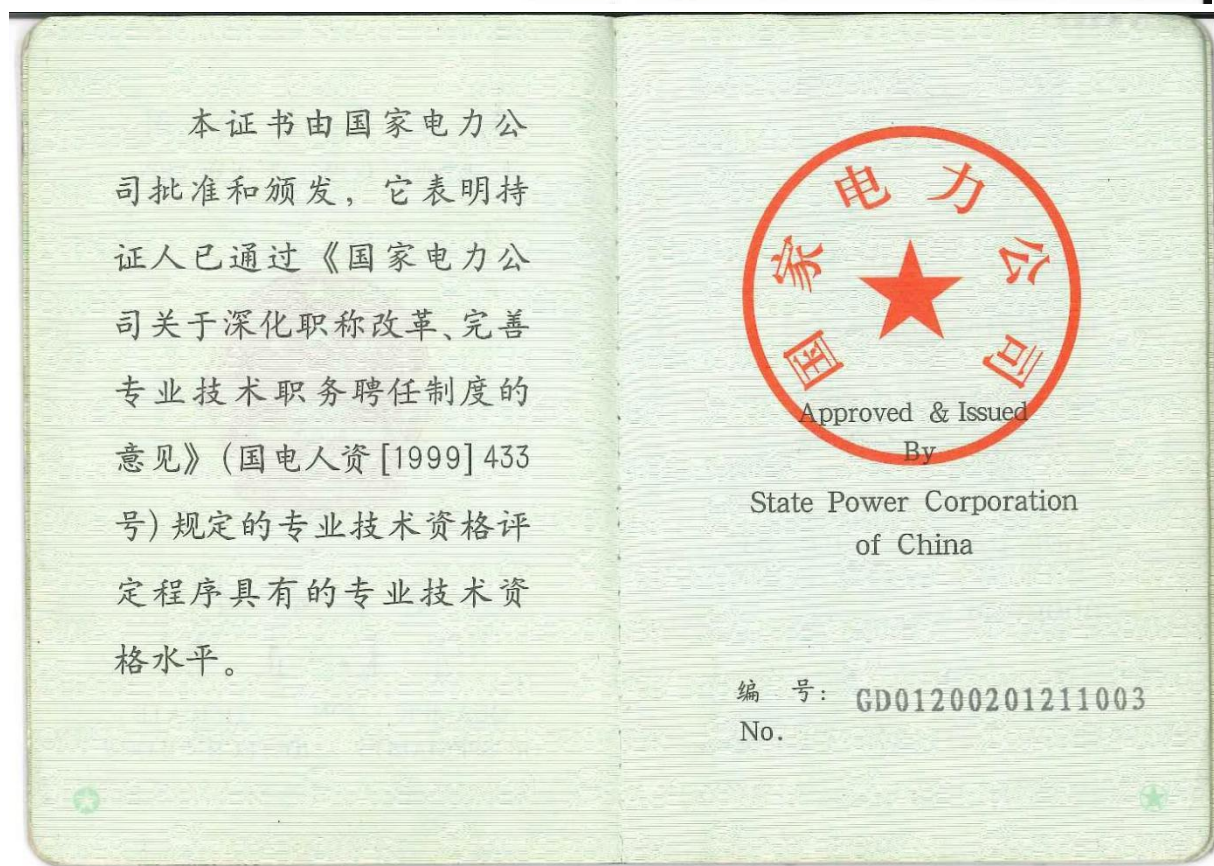 本证书由国家电力公
司批准和颁发，它表明持
证人已通过《国家电力公
司关于深化职称改革、完善
专业技术职务聘任制度的
意见》(国电人资[1999]433
号)规定的专业技术资格评
定程序具有的专业技术资
格水平。
国家电力公司
Approved & Issued
By
State Power Corporation
of China
编 号: GD01200201211003
No.